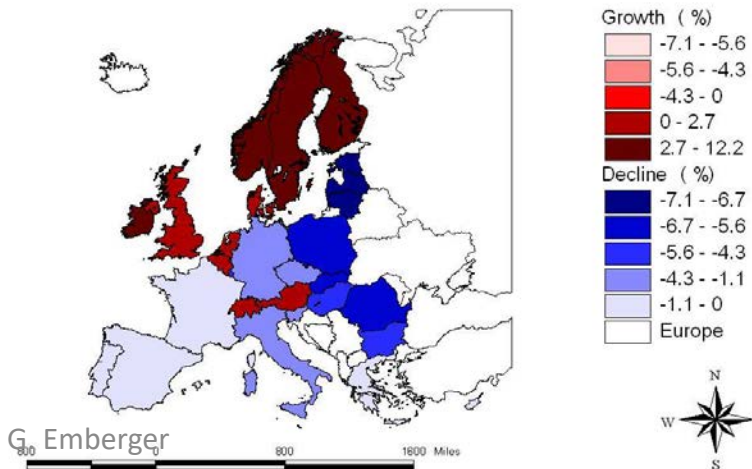 Growth ( %)
-7.1 - -5.6
-5.6 - -4.3
-4.3 - 0
0 - 2.7
2.7 - 12.2
Decline ( %)
-7.1 - -6.7
-6.7 - -5.6
-5.6 - -4.3
-4.3 - -1.1
-1.1 - 0
Europe
N
W E
S
G. Emberger
800 0 800 1600 Miles